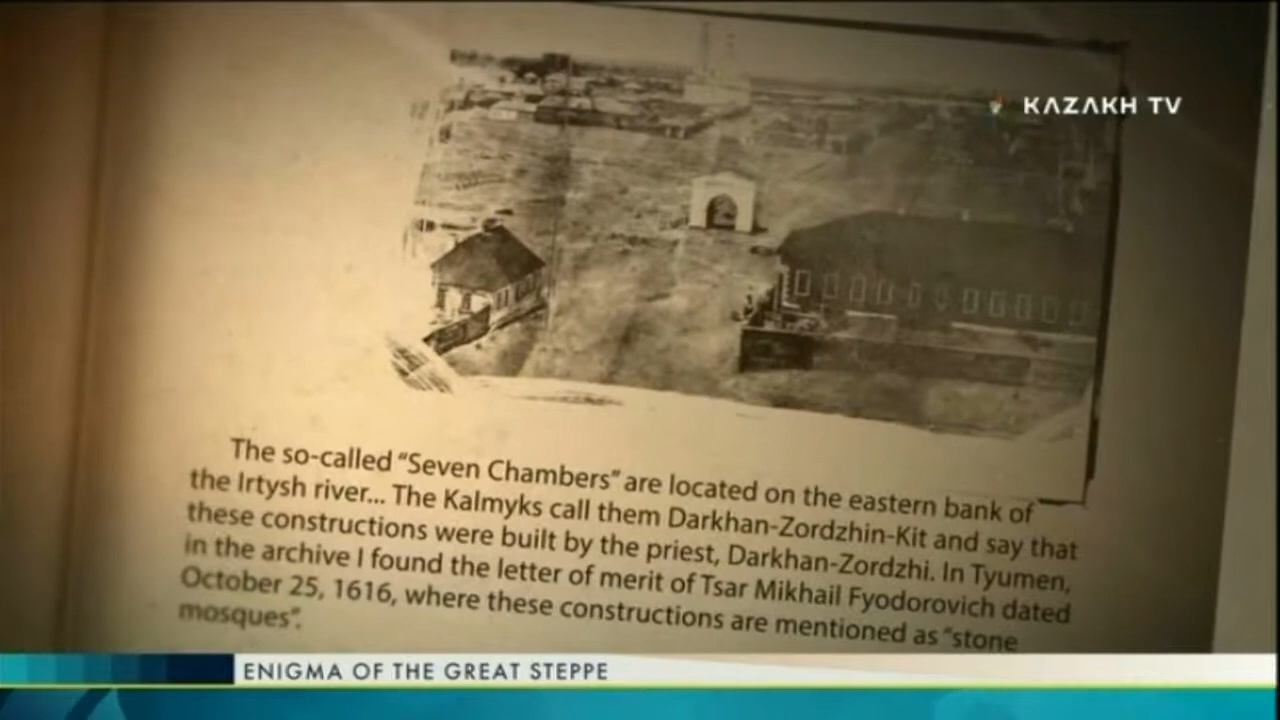 KAZAKH TV
The so-called “Seven Chambers” are located on the eastern bank of
the Irtysh river... The Kalmyks call them Darkhan-Zordzhin-Kit and say that
these constructions were built by the priest, Darkhan-Zordzhi. In Tyumen,
in the archive I found the letter of merit of Tsar Mikhail Fyodorovich dated
October 25, 1616, where these constructions are mentioned as “stone
mosques”.
ENIGMA OF THE GREAT STEPPE